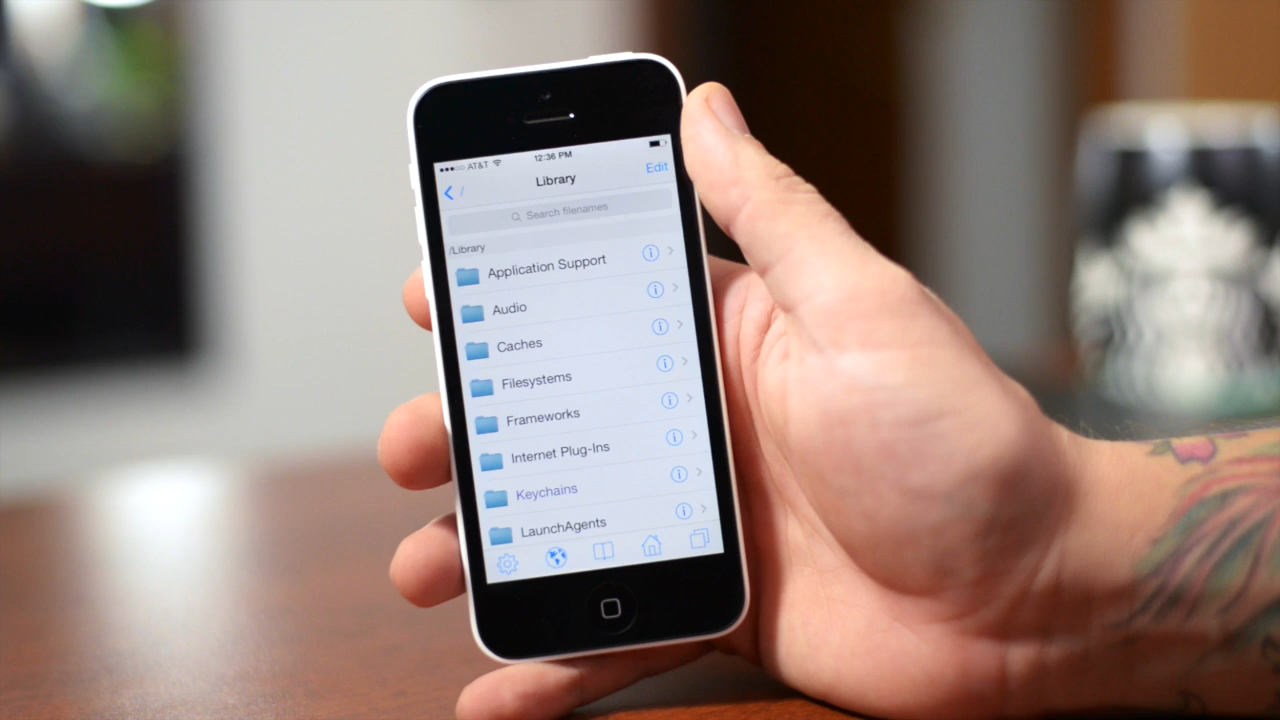 AT&T 12:36 PM
/ Library Edit
Search filenames
/Library
Application Support
Audio
Caches
Filesystems
Frameworks
Internet Plug-Ins
Keychains
LaunchAgents